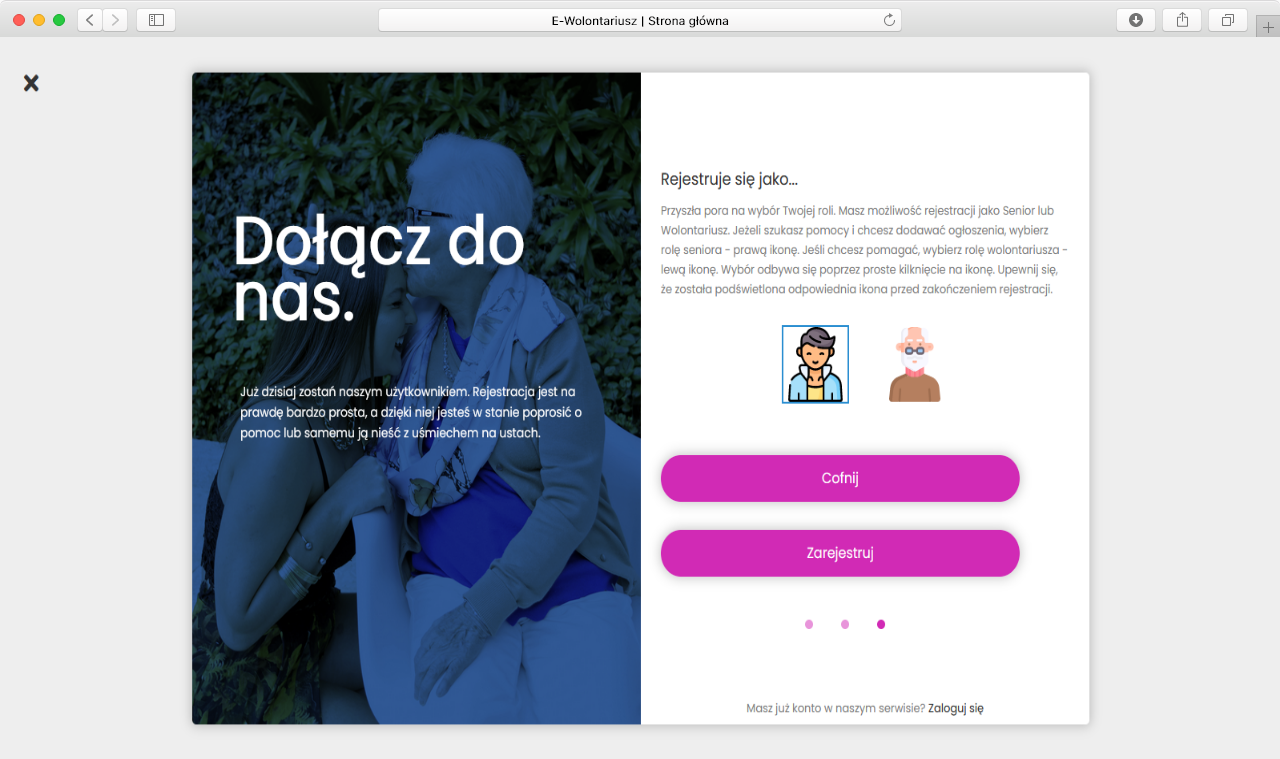 E-Wolontariusz | Strona główna
Dołącz do
nas.
Już dzisiaj zostań naszym użytkownikiem. Rejestracja jest na
prawdę bardzo prosta, a dzięki niej jesteś w stanie poprosić o
pomoc lub samemu ją nieść z uśmiechem na ustach.
Rejestruje się jako...
Przyszła pora na wybór Twojej roli. Masz możliwość rejestracji jako Senior lub
Wolontariusz. Jeżeli szukasz pomocy i chcesz dodawać ogłoszenia, wybierz
rolę seniora - prawą ikonę. Jeśli chcesz pomagać, wybierz rolę wolontariusza -
lewą ikonę. Wybór odbywa się poprzez proste kilknięcie na ikonę. Upewnij się,
że została podświetlona odpowiednia ikona przed zakończeniem rejestracji.
Cofnij
Zarejestruj
Masz już konto w naszym serwisie? Zaloguj się